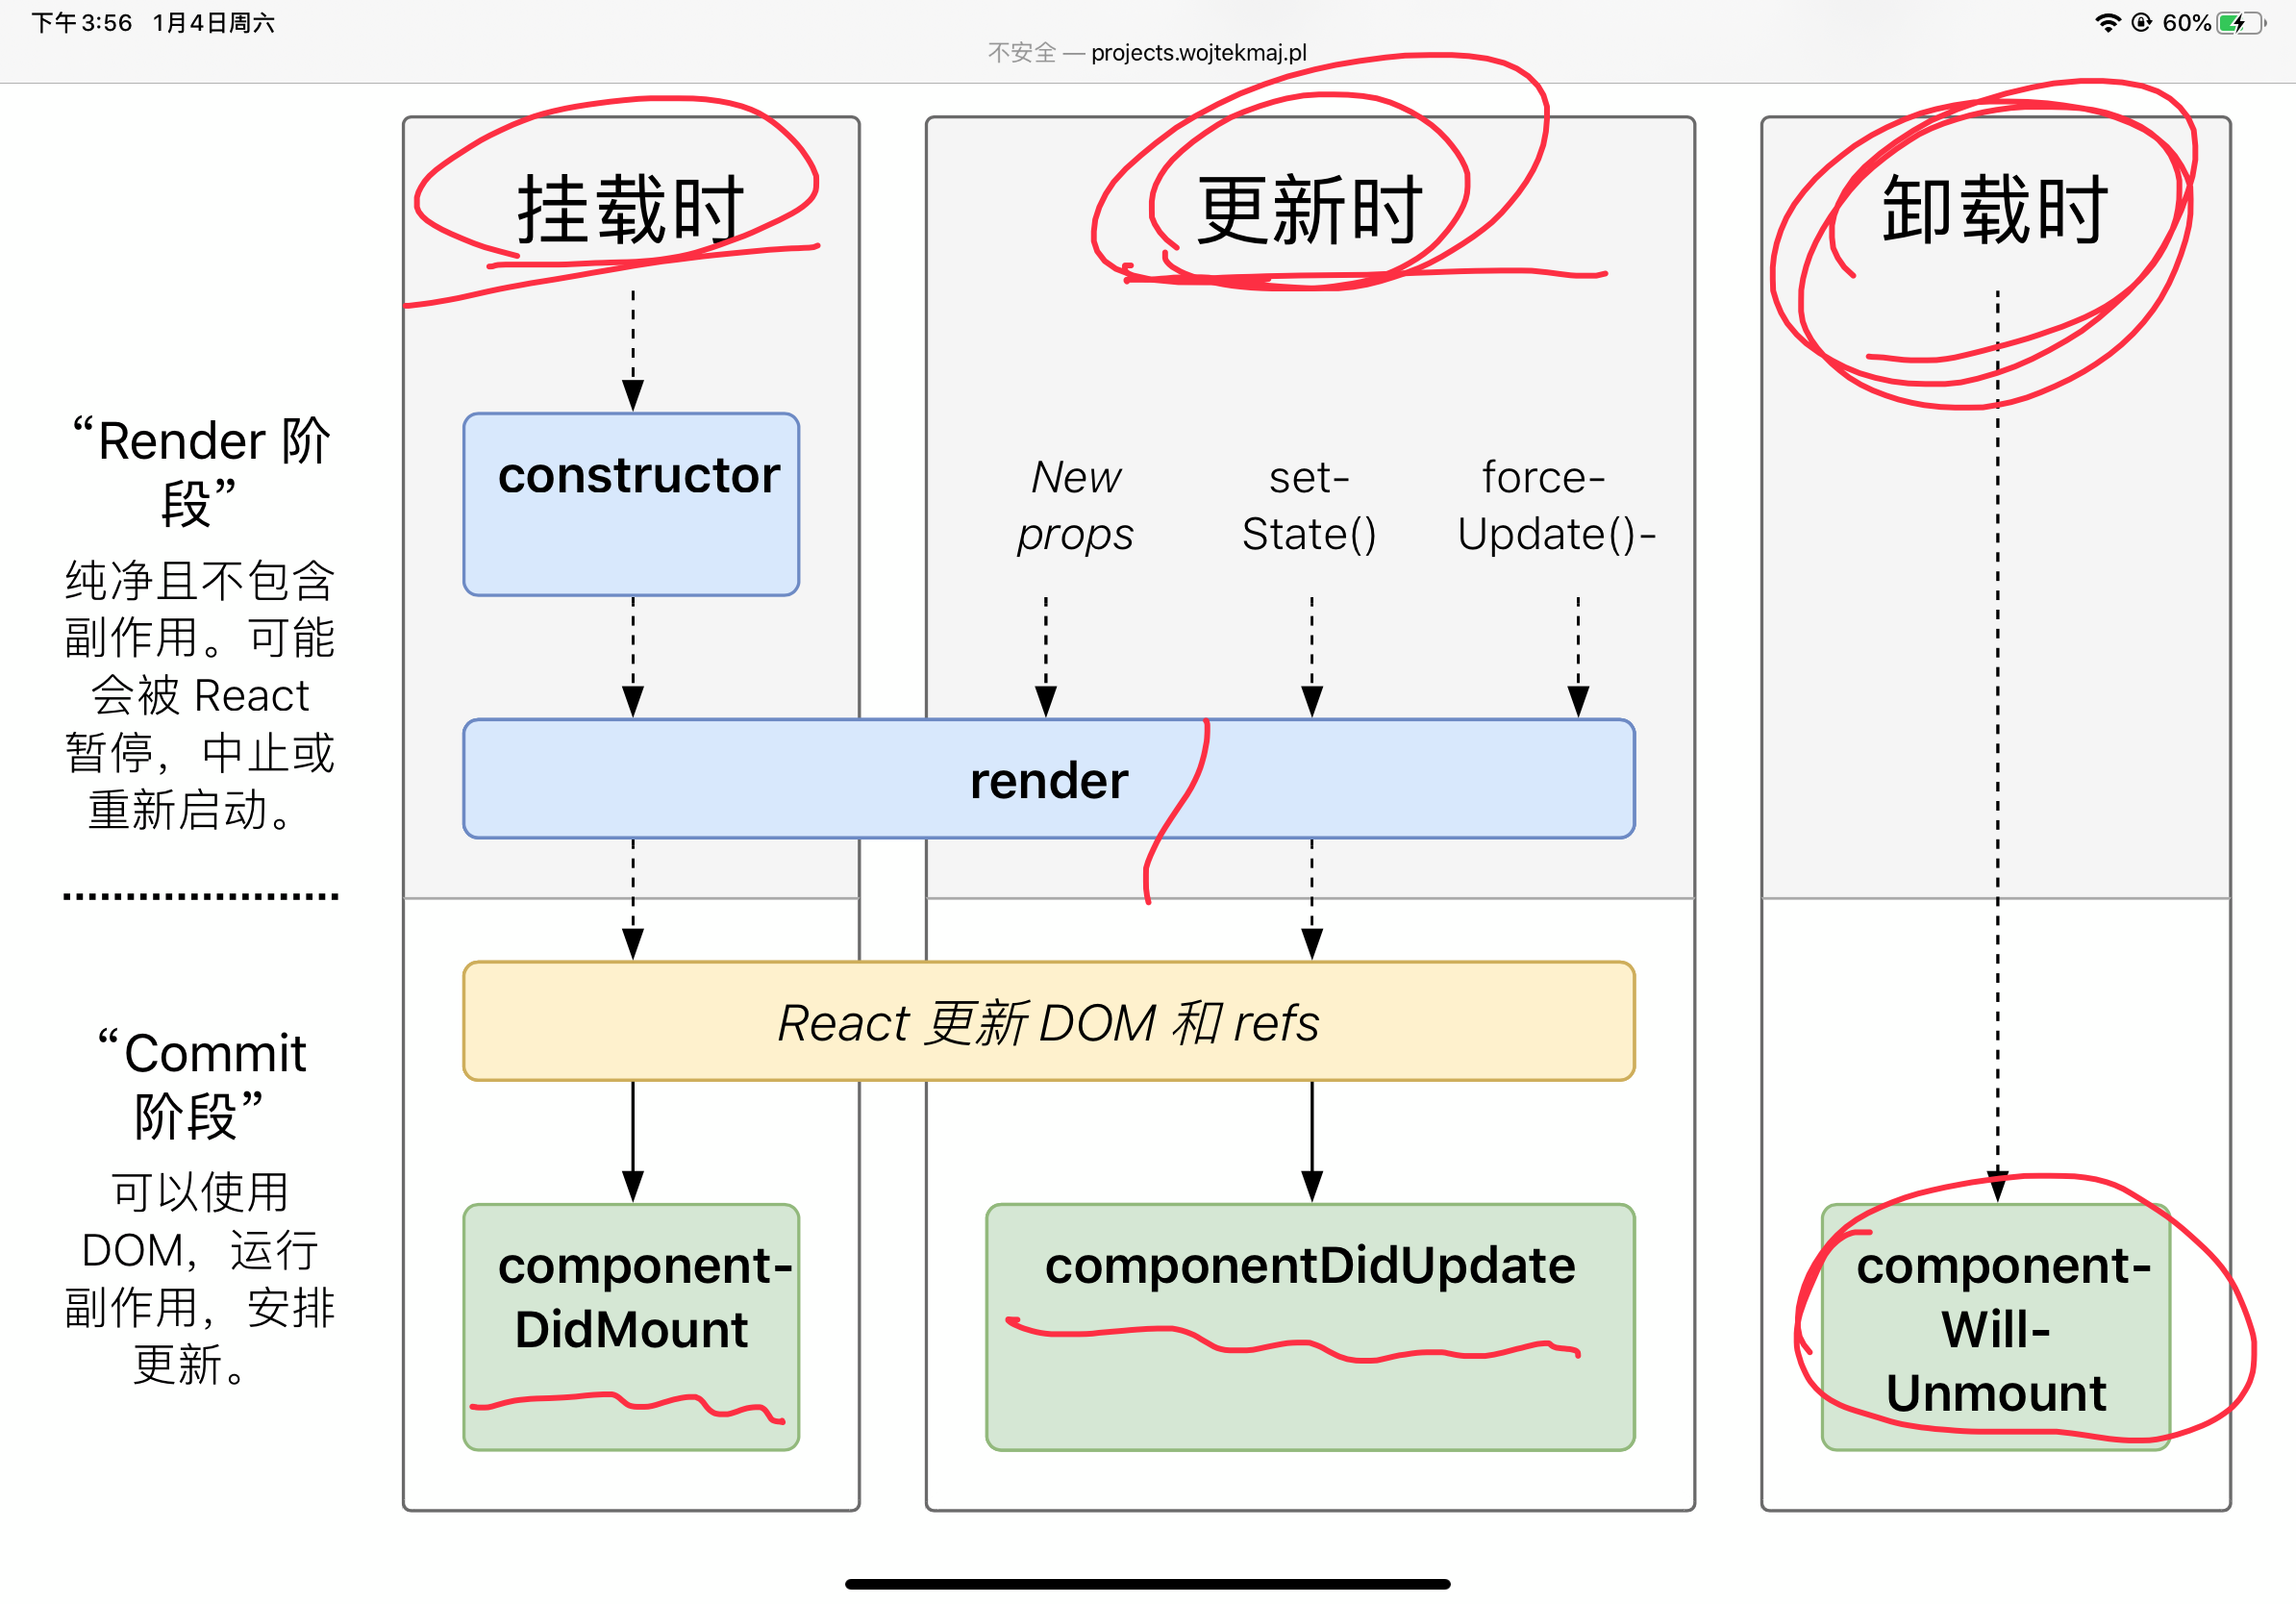 下午3:56 1月4日周六
60%
不安全 — projects.wojtekmaj.pl
挂载时
更新时
卸载时
“Render 阶
段”
纯净且不包含
副作用。可能
会被 React
暂停，中止或
重新启动。
constructor
New
props
set-
State()
force-
Update()-
render
“Commit
阶段”
可以使用
DOM，运行
副作用，安排
更新。
React 更新 DOM 和 refs
component-
DidMount
componentDidUpdate
component-
Will-
Unmount